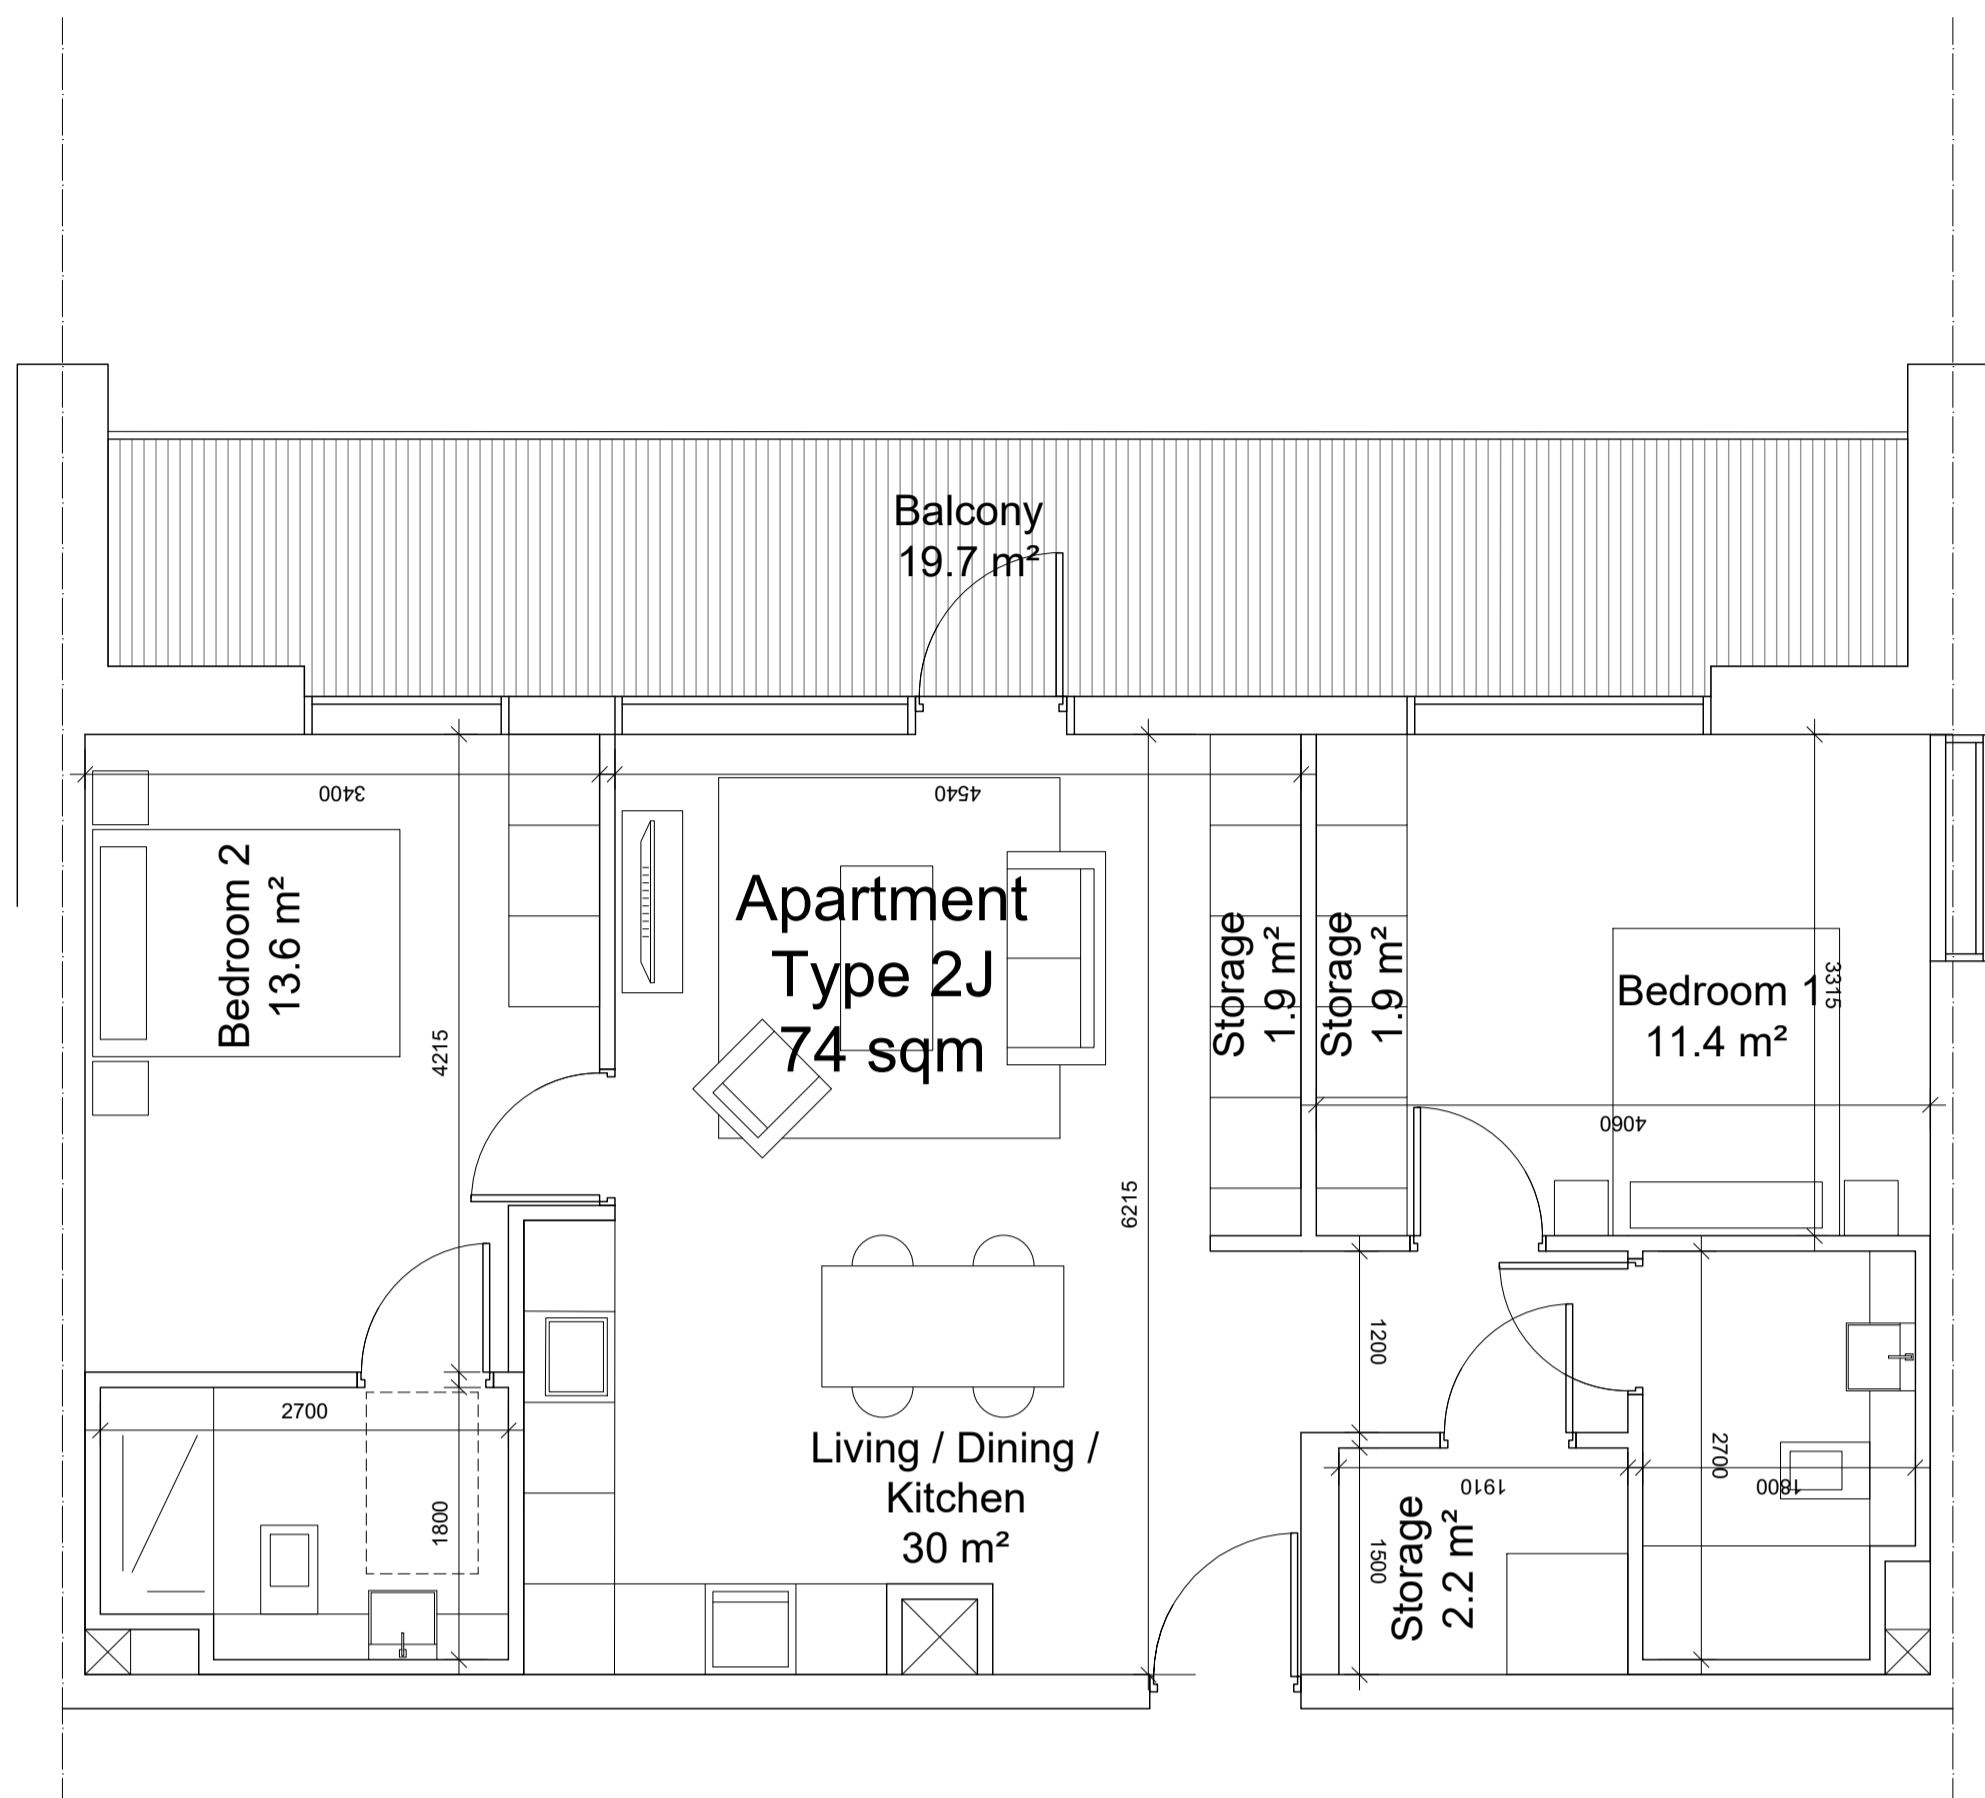 Balcony
19.7 m²
3400
4540
Bedroom 2
13.6 m²
Apartment
Type 2J
74 sqm
Storage
1.9 m²
Storage
1.9 m²
Bedroom 1
11.4 m²
3315
4215
4060
6215
1200
2700
Living / Dining /
Kitchen
30 m²
2700
1910
1800
1800
1500
Storage
2.2 m²